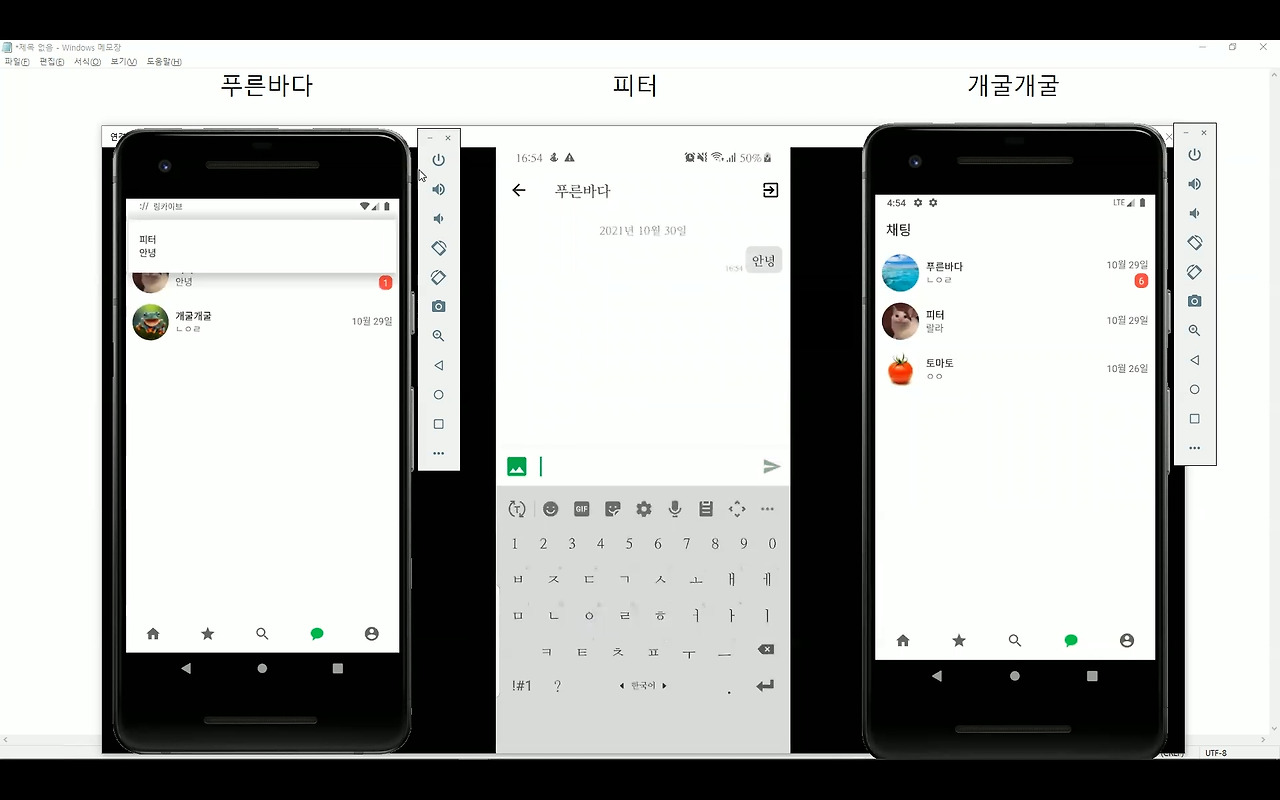 *제목 없음 - Windows 메모장
파일(F) 편집(E) 서식(O) 보기(V) 도움말(H)
푸른바다
피터
개굴개굴
:// 링카이브
피터
안녕
안녕
1
개굴개굴
ㄴㅇㄹ
10월 29일
16:54
50%
푸른바다
2021년 10월 30일
안녕
16:54
GIF
1 2 3 4 5 6 7 8 9 0
ㅂ ㅈ ㄷ ㄱ ㅅ ㅗ ㅐ ㅔ
ㅁ ㄴ ㅇ ㄹ ㅎ ㅓ ㅏ ㅣ
ㅋ ㅌ ㅊ ㅍ ㅜ ㅡ
!#1 ? 한국어 .
4:54
LTE
채팅
푸른바다
10월 29일
ㄴㅇㄹ
6
피터
10월 29일
랄라
토마토
10월 26일
ㅇㅇ
UTF-8